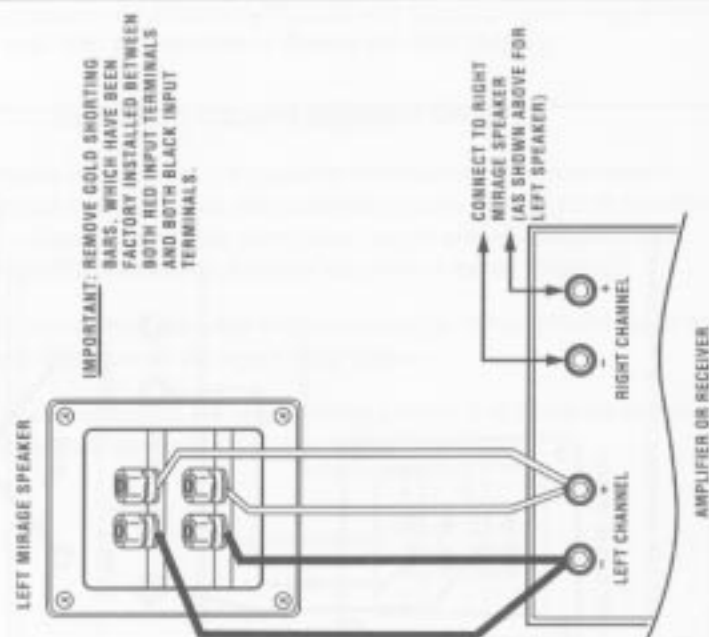 LEFT MIRAGE SPEAKER
IMPORTANT: REMOVE GOLD SHORTING
BARS, WHICH HAVE BEEN
FACTORY INSTALLED BETWEEN
BOTH RED INPUT TERMINALS
AND BOTH BLACK INPUT
TERMINALS.
CONNECT TO RIGHT
MIRAGE SPEAKER
(AS SHOWN ABOVE FOR
LEFT SPEAKER)
- + - +
LEFT CHANNEL RIGHT CHANNEL
AMPLIFIER OR RECEIVER